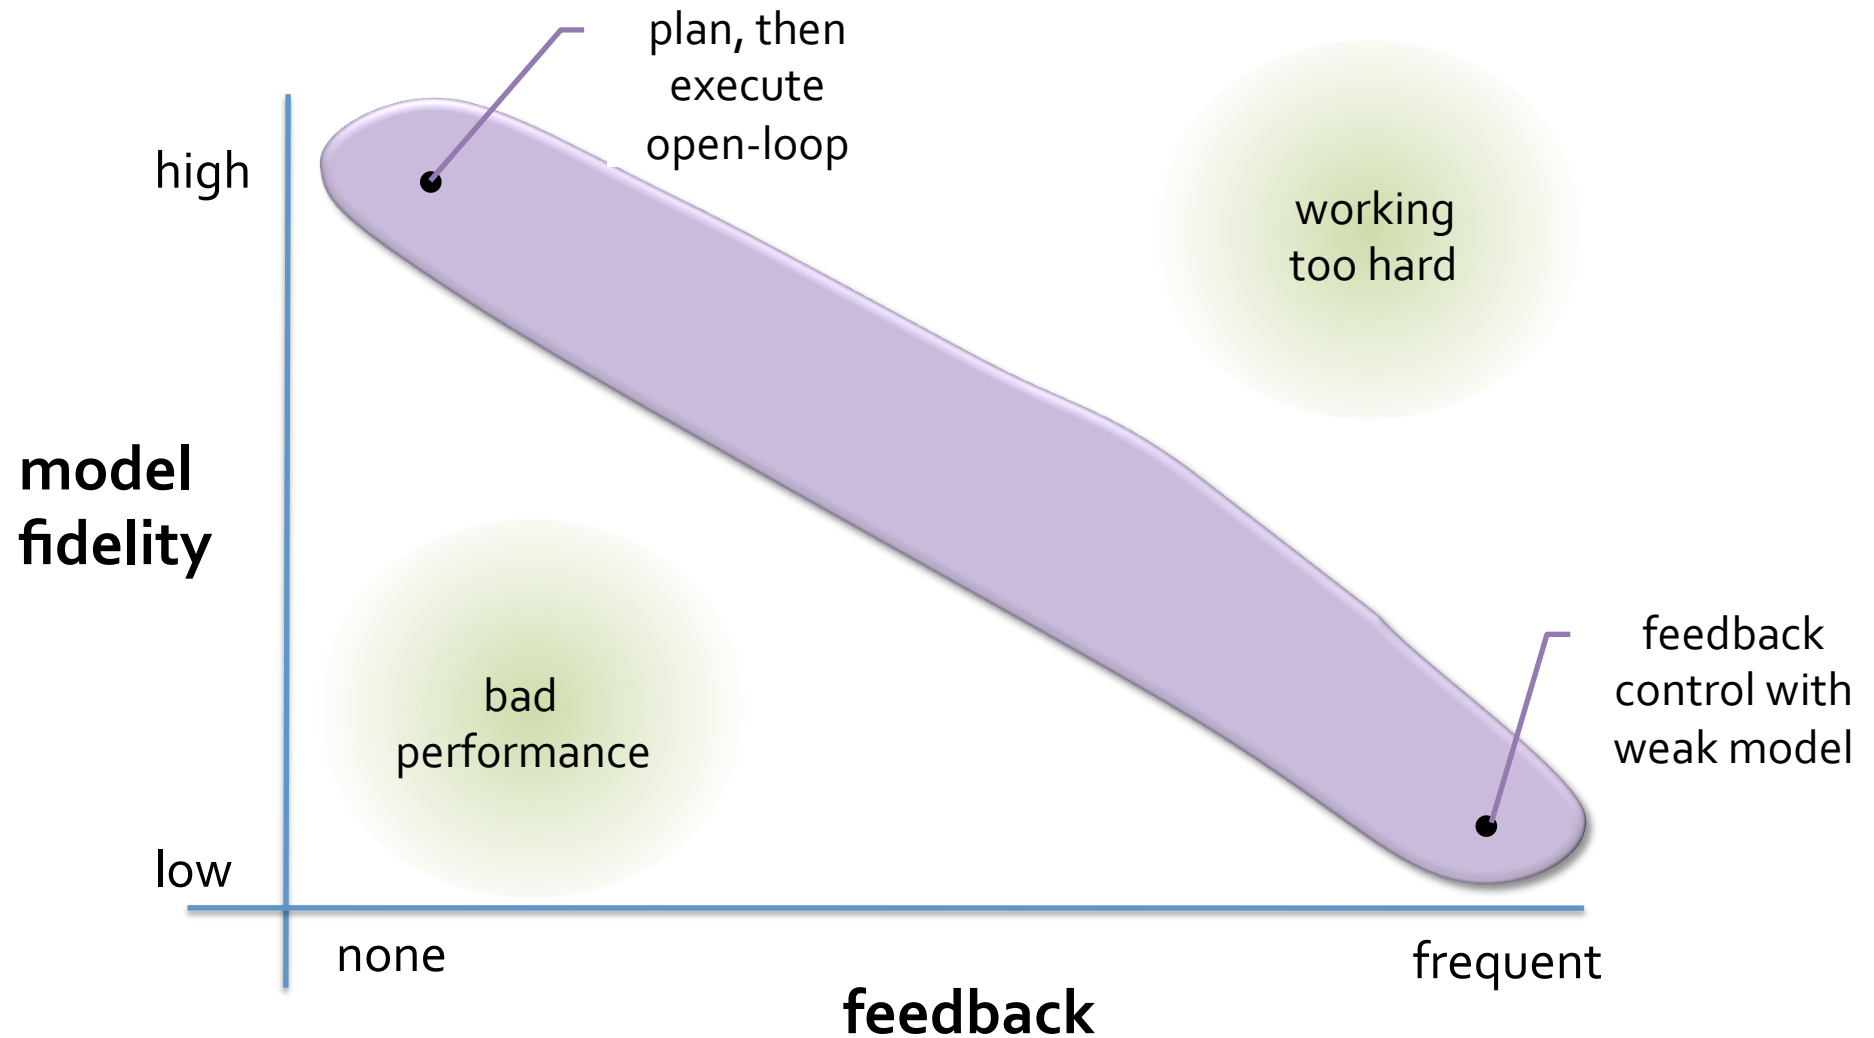 plan, then
execute
open-loop
high
working
too hard
model
fidelity
feedback
control with
weak model
bad
performance
low
none
frequent
feedback